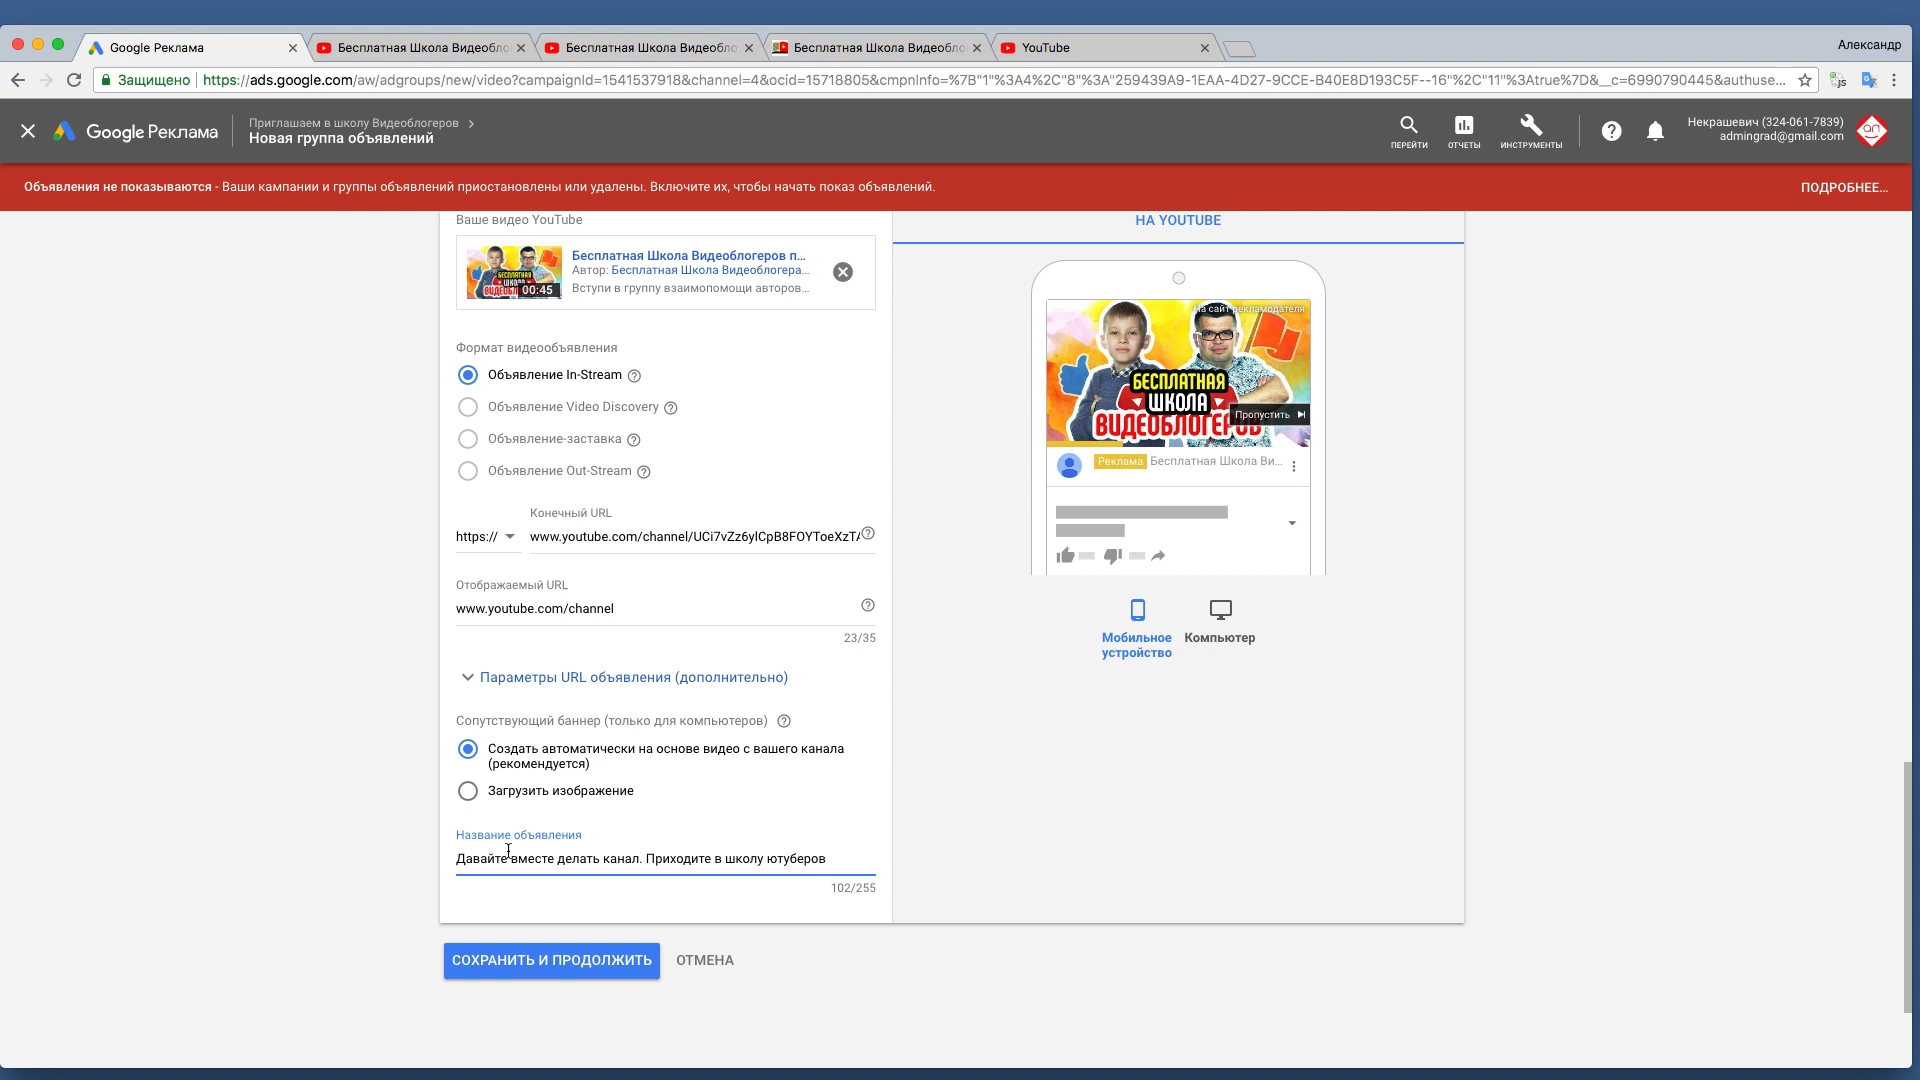 Google Реклама
Бесплатная Школа Видеобло
Бесплатная Школа Видеобло
Бесплатная Школа Видеобло
YouTube
Александр
Защищено
https://ads.google.com/aw/adgroups/new/video?campaignId=1541537918&channel=4&ocid=15718805&cmpnInfo=%7B"1"%3A4%2C"8"%3A"259439A9-1EAA-4D27-9CCE-B40E8D193C5F--16"%2C"11"%3Atrue%7D&__c=6990790445&authuse...
Google Реклама
Приглашаем в школу Видеоблогеров
Новая группа объявлений
ПЕРЕЙТИ
ОТЧЕТЫ
ИНСТРУМЕНТЫ
Некрашевич (324-061-7839)
admingrad@gmail.com
Объявления не показываются - Ваши кампании и группы объявлений приостановлены или удалены. Включите их, чтобы начать показ объявлений.
ПОДРОБНЕЕ...
Ваше видео YouTube
БЕСПЛАТНАЯ
ШКОЛА
00:45
Бесплатная Школа Видеоблогеров п...
Автор: Бесплатная Школа Видеоблогера...
Вступи в группу взаимопомощи авторов...
Формат видеообъявления
Объявление In-Stream
Объявление Video Discovery
Объявление-заставка
Объявление Out-Stream
Конечный URL
https://
www.youtube.com/channel/UCi7vZz6ylCpB8FOYToeXzTA
Отображаемый URL
www.youtube.com/channel
23/35
Параметры URL объявления (дополнительно)
Сопутствующий баннер (только для компьютеров)
Создать автоматически на основе видео с вашего канала
(рекомендуется)
Загрузить изображение
Название объявления
Давайте вместе делать канал. Приходите в школу ютуберов
102/255
СОХРАНИТЬ И ПРОДОЛЖИТЬ
ОТМЕНА
НА YOUTUBE
На сайт рекламодателя
БЕСПЛАТНАЯ
ШКОЛА
Пропустить
ВИДЕОБЛОГЕРОВ
Реклама
Бесплатная Школа Ви...
Мобильное
устройство
Компьютер